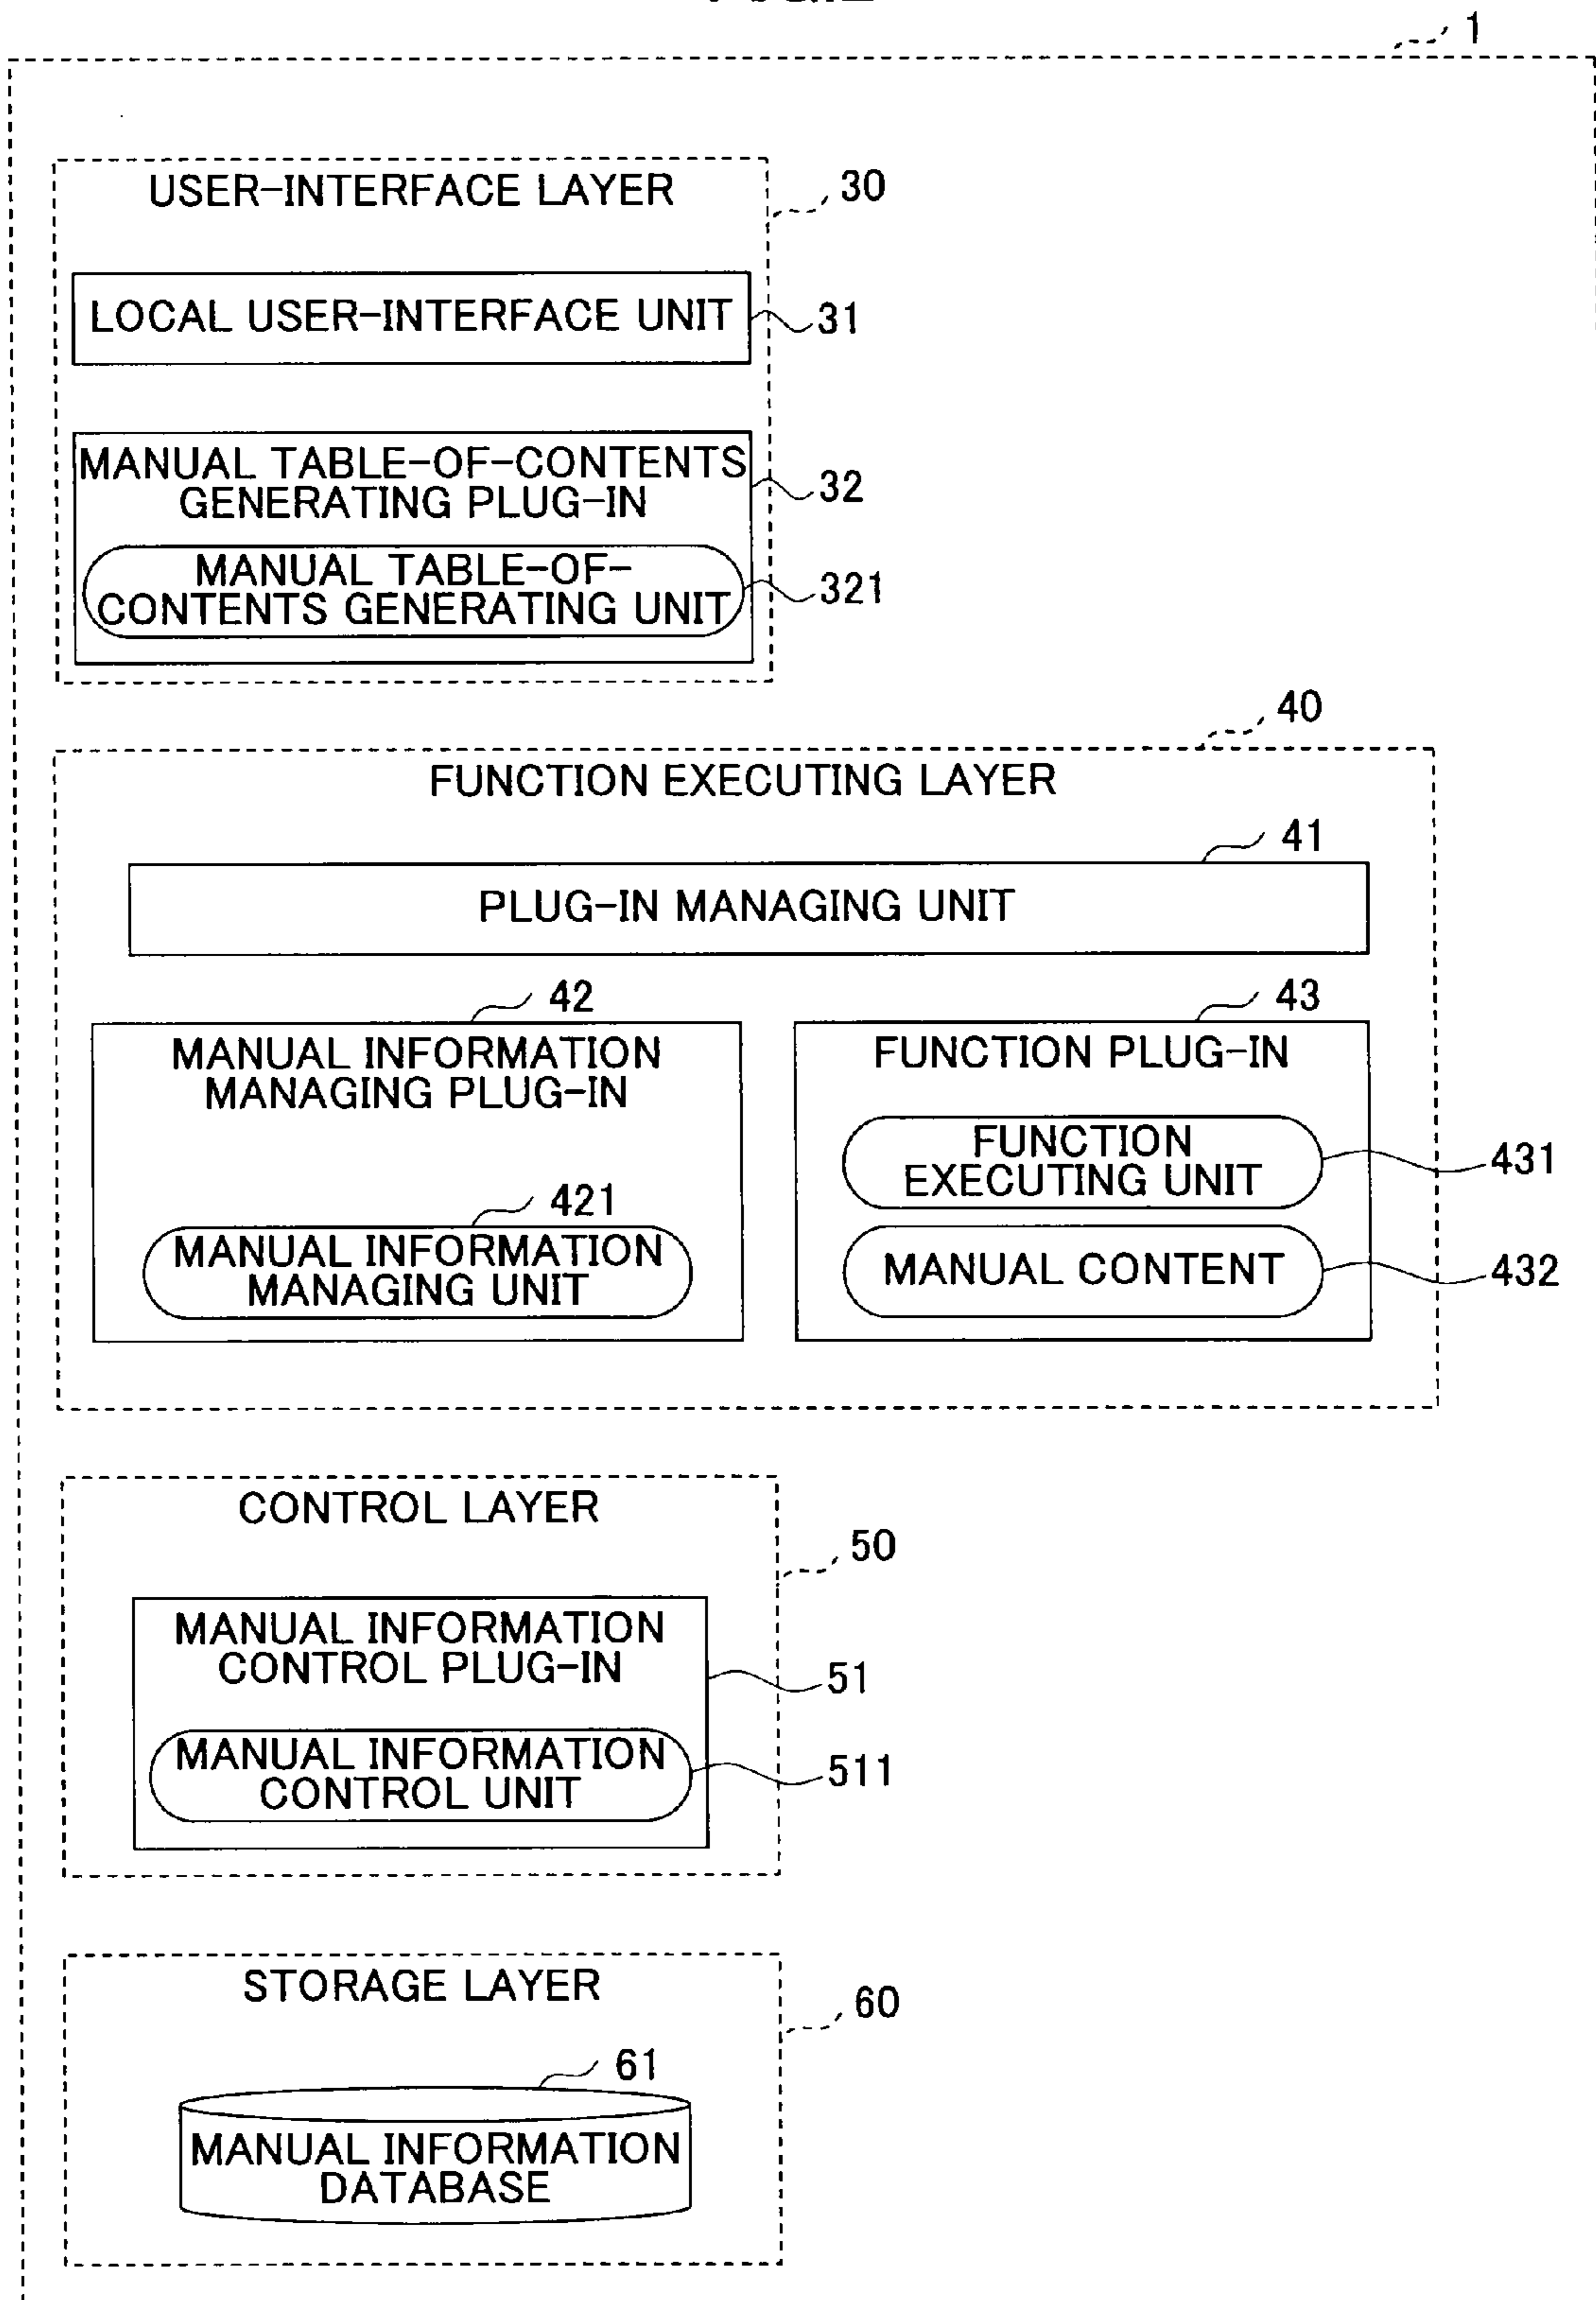 1
USER-INTERFACE LAYER
30
LOCAL USER-INTERFACE UNIT
31
MANUAL TABLE-OF-CONTENTS
GENERATING PLUG-IN
32
MANUAL TABLE-OF-
CONTENTS GENERATING UNIT
321
40
FUNCTION EXECUTING LAYER
41
PLUG-IN MANAGING UNIT
42
MANUAL INFORMATION
MANAGING PLUG-IN
421
MANUAL INFORMATION
MANAGING UNIT
43
FUNCTION PLUG-IN
FUNCTION
EXECUTING UNIT
431
MANUAL CONTENT
432
CONTROL LAYER
50
MANUAL INFORMATION
CONTROL PLUG-IN
51
MANUAL INFORMATION
CONTROL UNIT
511
STORAGE LAYER
60
61
MANUAL INFORMATION
DATABASE